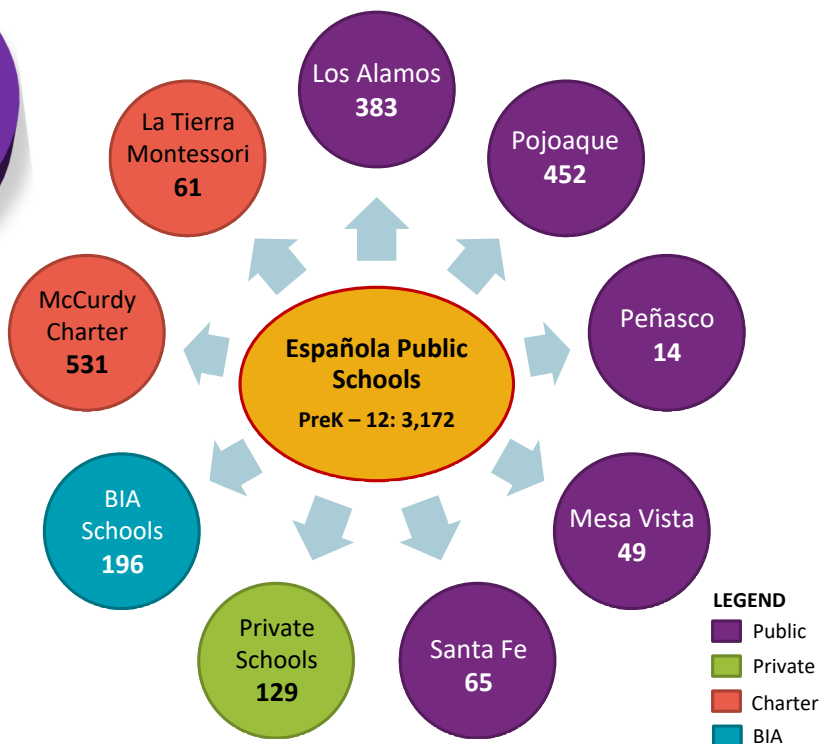 Los Alamos
383
Pojoaque
452
Peñasco
14
Mesa Vista
49
Santa Fe
65
Private
Schools
129
BIA
Schools
196
McCurdy
Charter
531
La Tierra
Montessori
61
Española Public
Schools
PreK – 12: 3,172
LEGEND
Public
Private
Charter
BIA